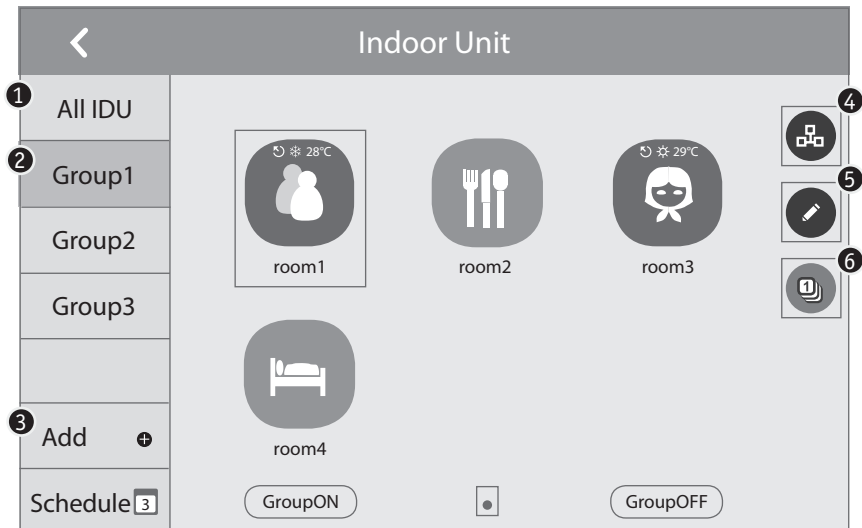 Indoor Unit
1
All IDU
2
Group1
Group2
Group3
3
Add
Schedule 3
28℃
room1
room2
29℃
room3
room4
GroupON
GroupOFF
4
5
6
1